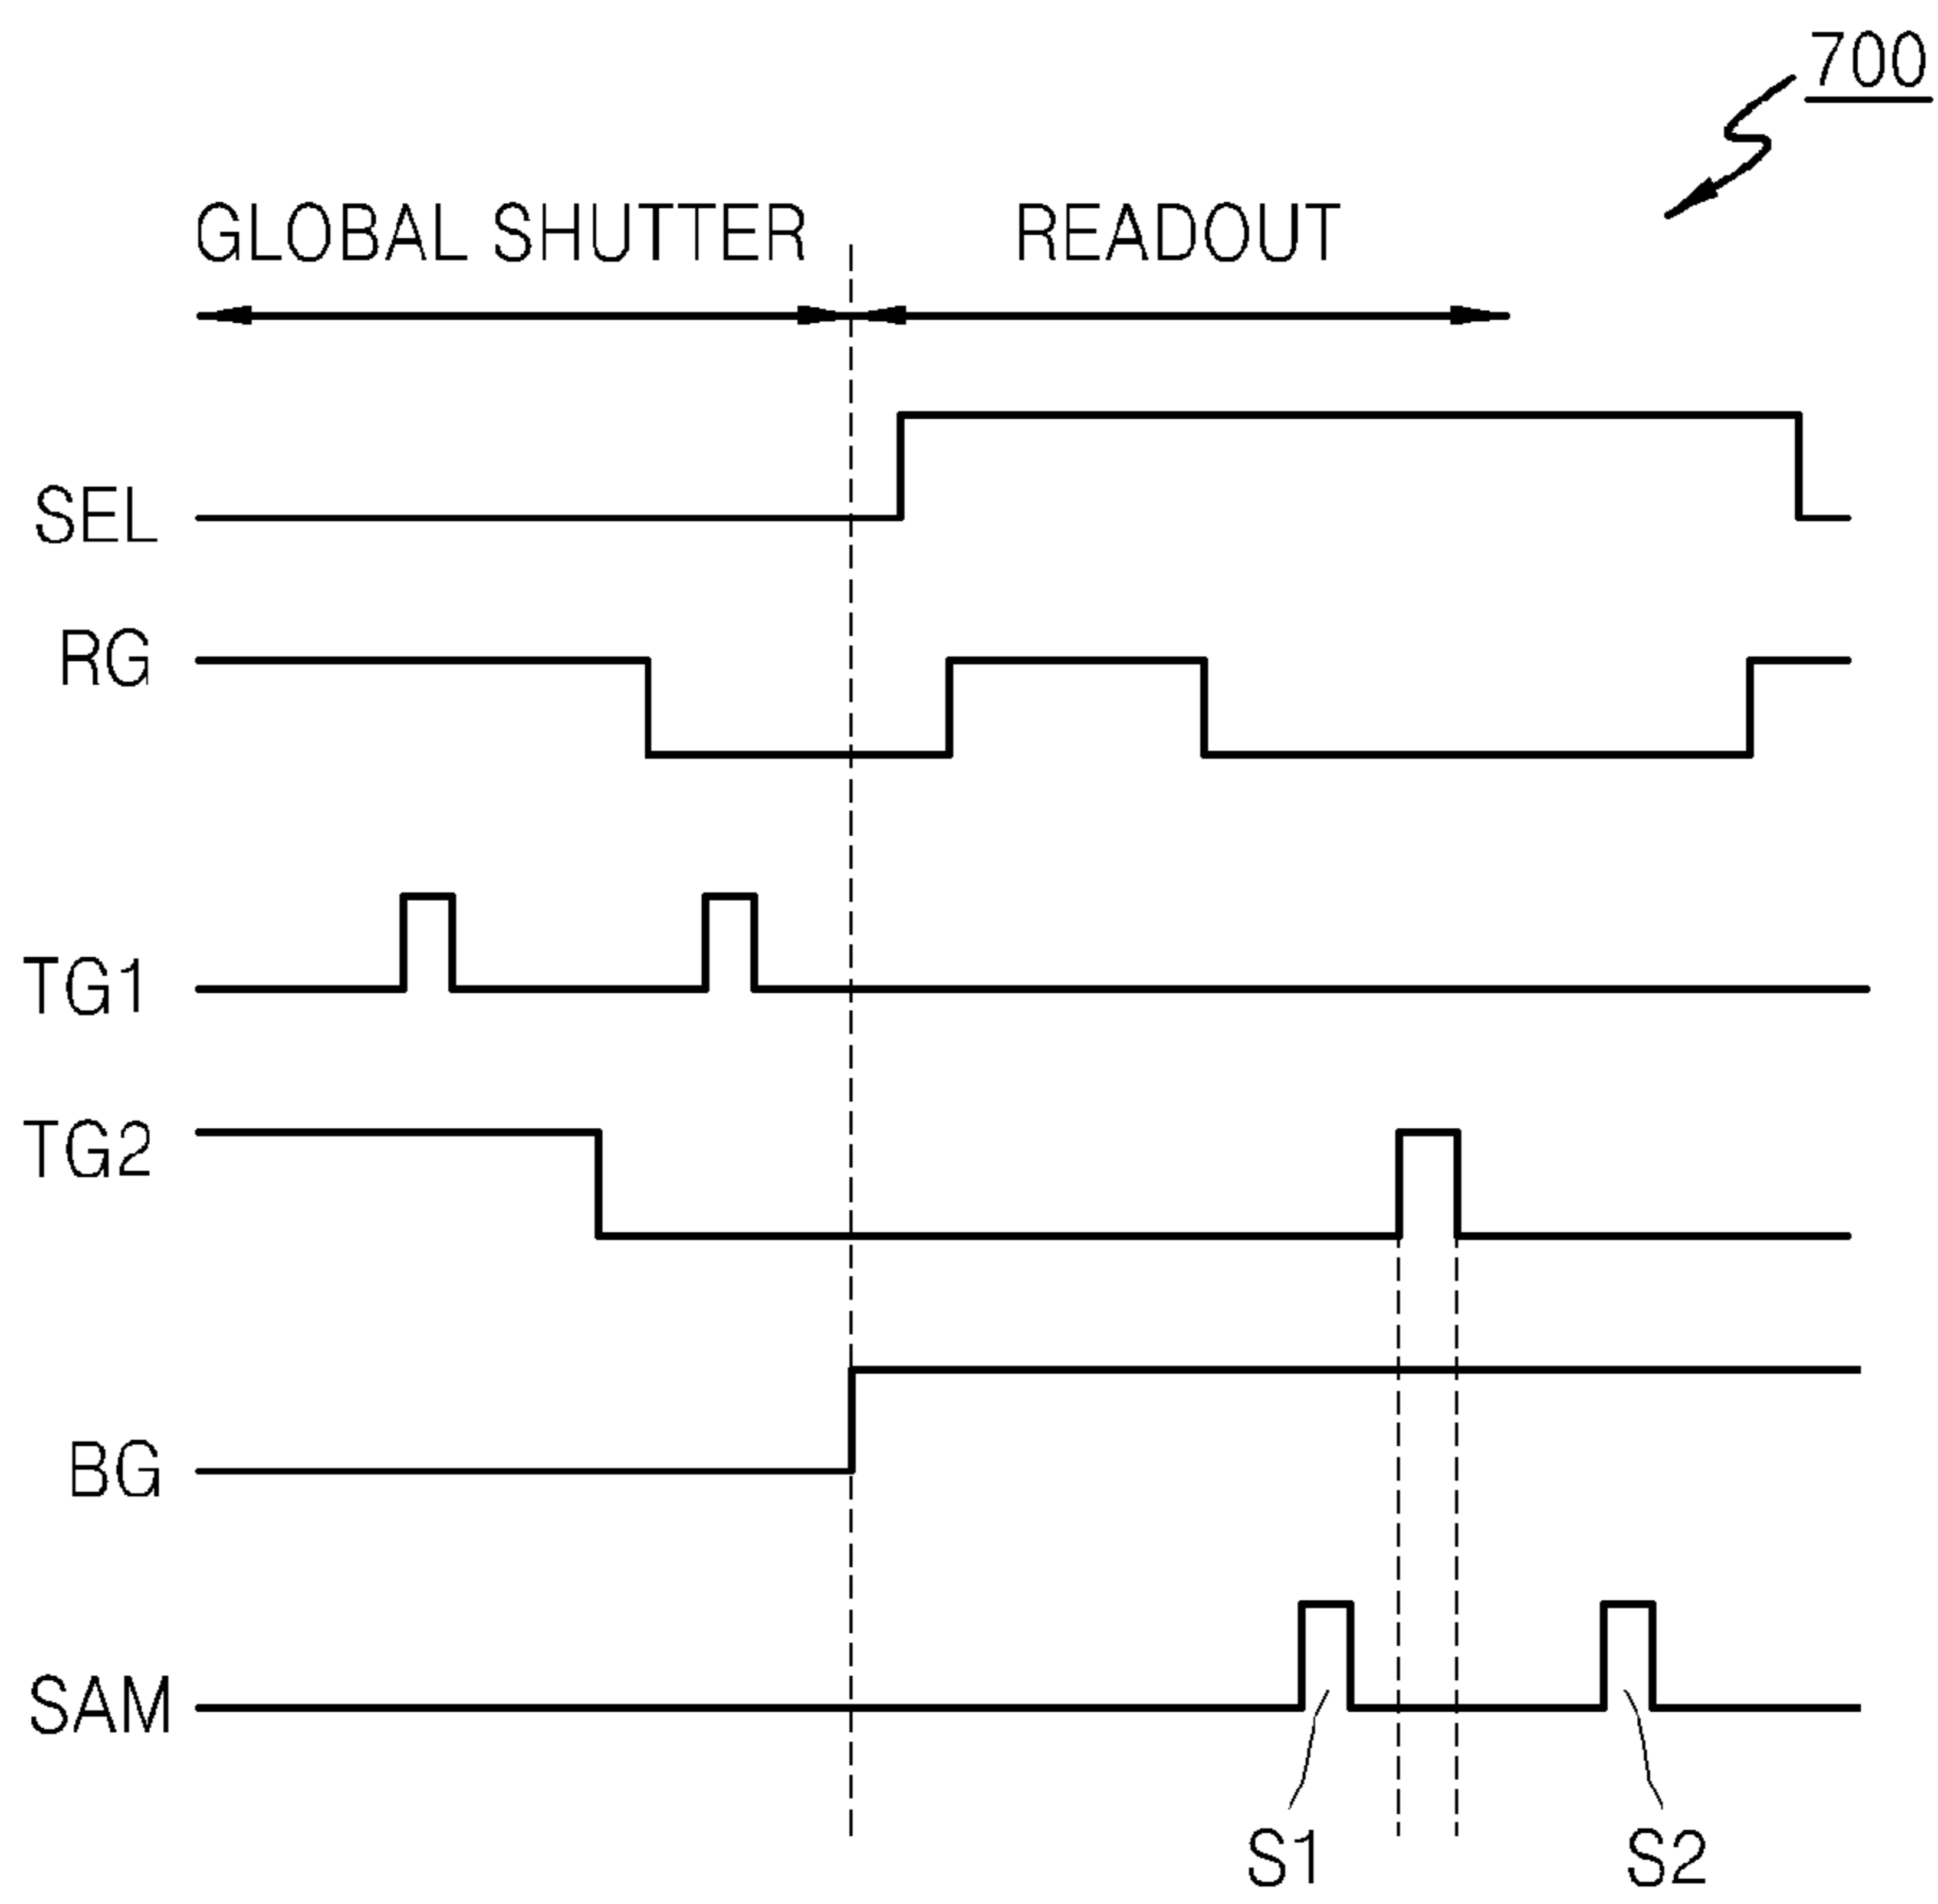 700
GLOBAL SHUTTER READOUT
SEL
RG
TG1
TG2
BG
SAM
S1 S2